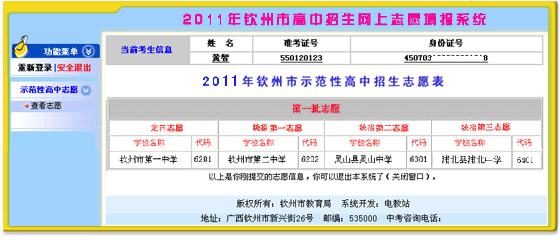 2011年钦州市高中招生网上志愿填报系统
功能菜单
重新登录|安全退出
示范性高中志愿
查看志愿
当前考生信息 姓 名 准考证号 身份证号
550120123 450703 8
2011年钦州市示范性高中招生志愿表
第一批志愿
定向志愿 统招第一志愿 统招第二志愿 统招第三志愿
学校名称 代码 学校名称 代码 学校名称 代码 学校名称 代码
钦州市第一中学 6201 钦州市第二中学 6202 灵山县灵山中学 6301 浦北县浦北中学 6401
以上是你刚提交的志愿信息，你可以退出本系统了（关闭窗口）。
版权所有：钦州市教育局 系统开发：电教站
地址：广西钦州市新兴街26号 邮编：535000 中考咨询电话：